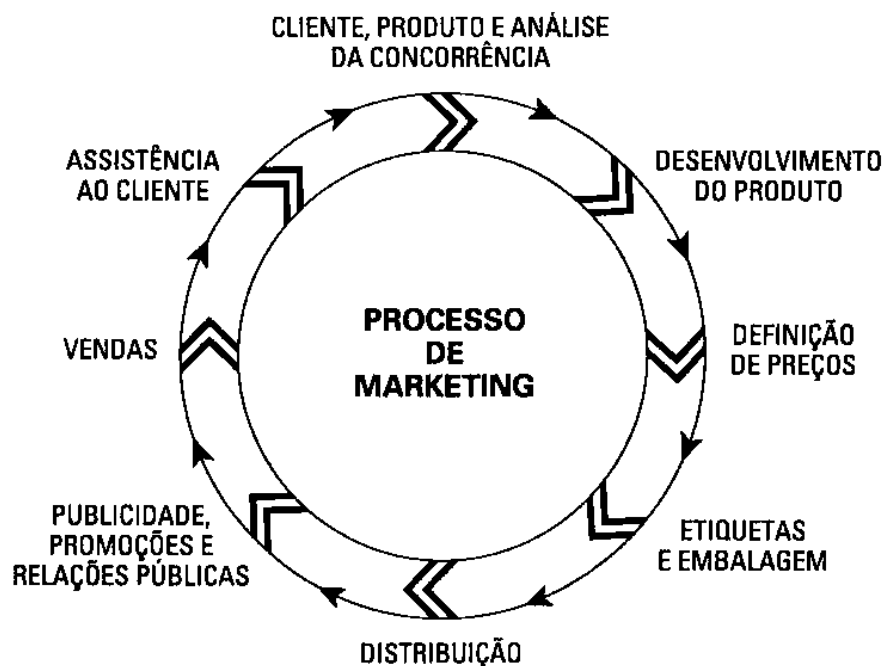 CLIENTE, PRODUTO E ANÁLISE
DA CONCORRÊNCIA
DESENVOLVIMENTO
DO PRODUTO
DEFINIÇÃO
DE PREÇOS
ETIQUETAS
E EMBALAGEM
DISTRIBUIÇÃO
PUBLICIDADE,
PROMOÇÕES E
RELAÇÕES PÚBLICAS
VENDAS
ASSISTÊNCIA
AO CLIENTE
PROCESSO
DE
MARKETING